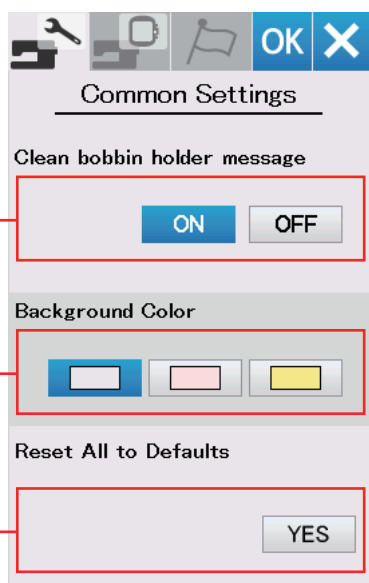 OK
Common Settings
Clean bobbin holder message
ON OFF
Background Color
Reset All to Defaults
YES